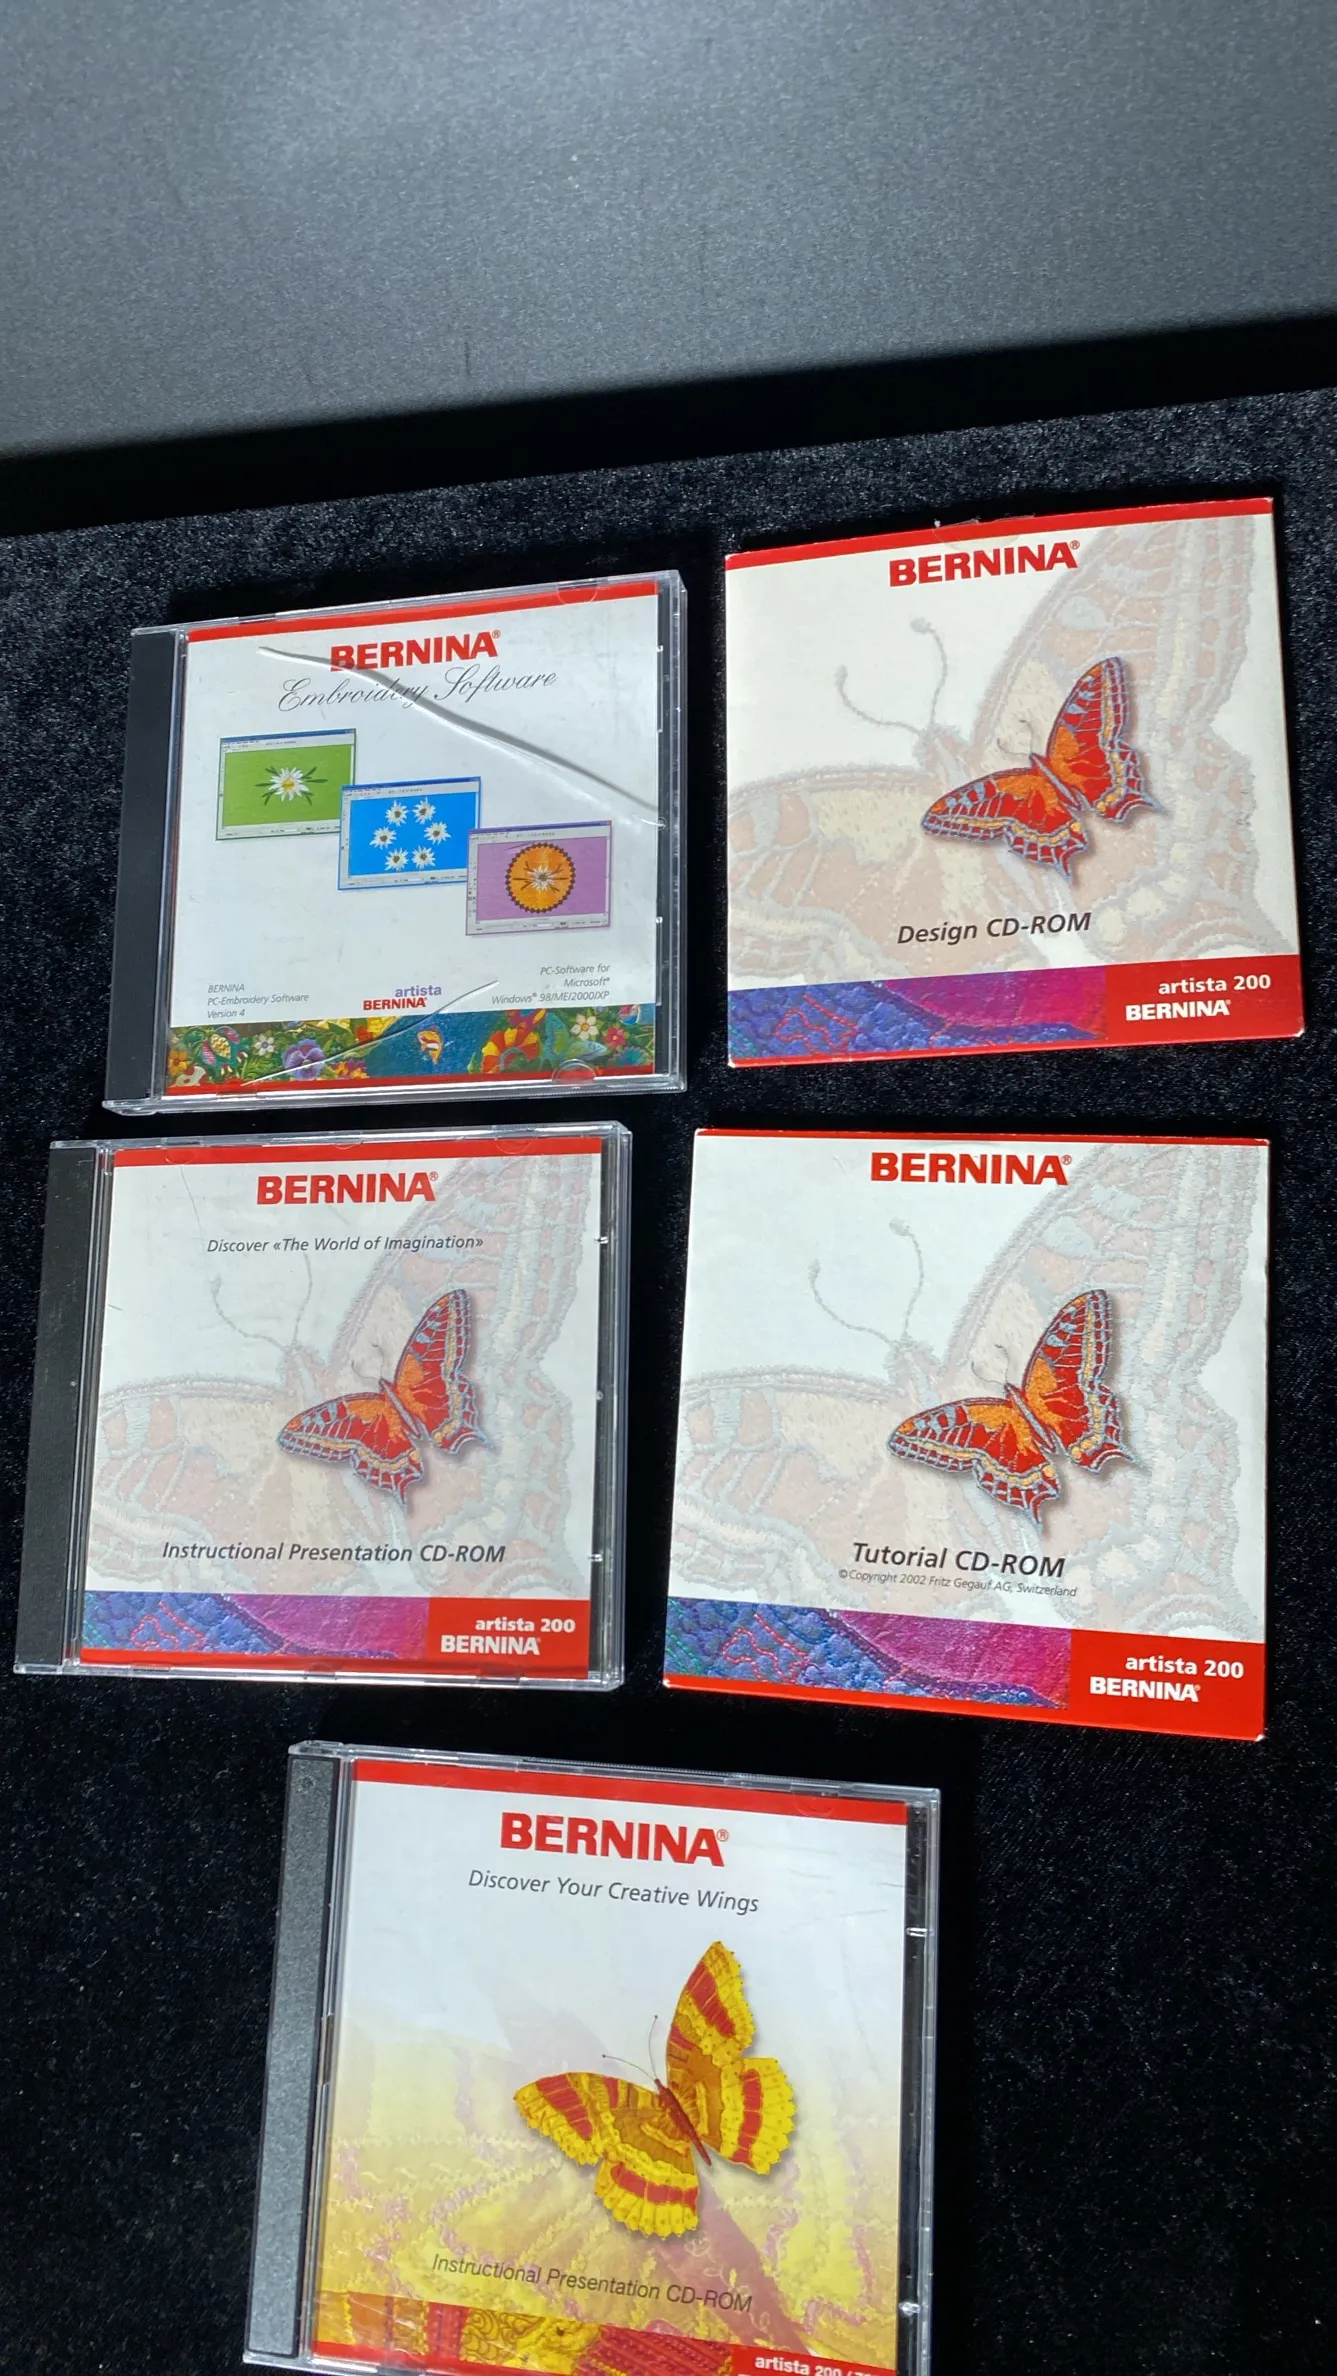 BERNINA®
Embroidery Software
BERNINA
PC-Embroidery Software
Version 4
artista
BERNINA®
PC-Software for
Microsoft®
Windows® 98/ME/2000/XP
BERNINA®
Design CD-ROM
artista 200
BERNINA®
BERNINA®
Discover «The World of Imagination»
Instructional Presentation CD-ROM
artista 200
BERNINA®
BERNINA®
Tutorial CD-ROM
©Copyright 2002 Fritz Gegauf AG, Switzerland
artista 200
BERNINA®
BERNINA®
Discover Your Creative Wings
Instructional Presentation CD-ROM
artista 200